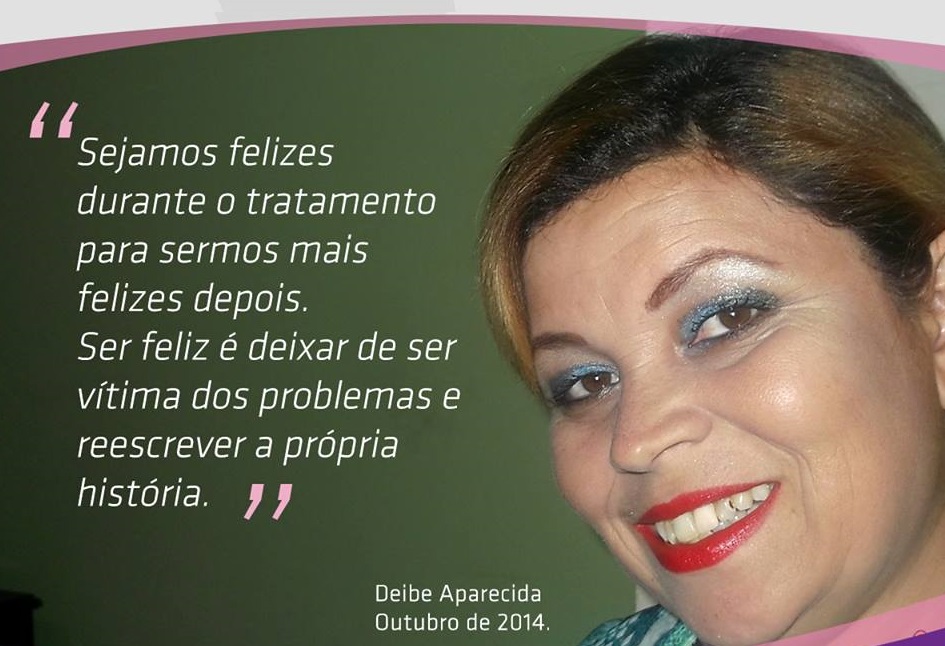 “Sejamos felizes
durante o tratamento
para sermos mais
felizes depois.
Ser feliz é deixar de ser
vítima dos problemas e
reescrever a própria
história.”
Deibe Aparecida
Outubro de 2014.